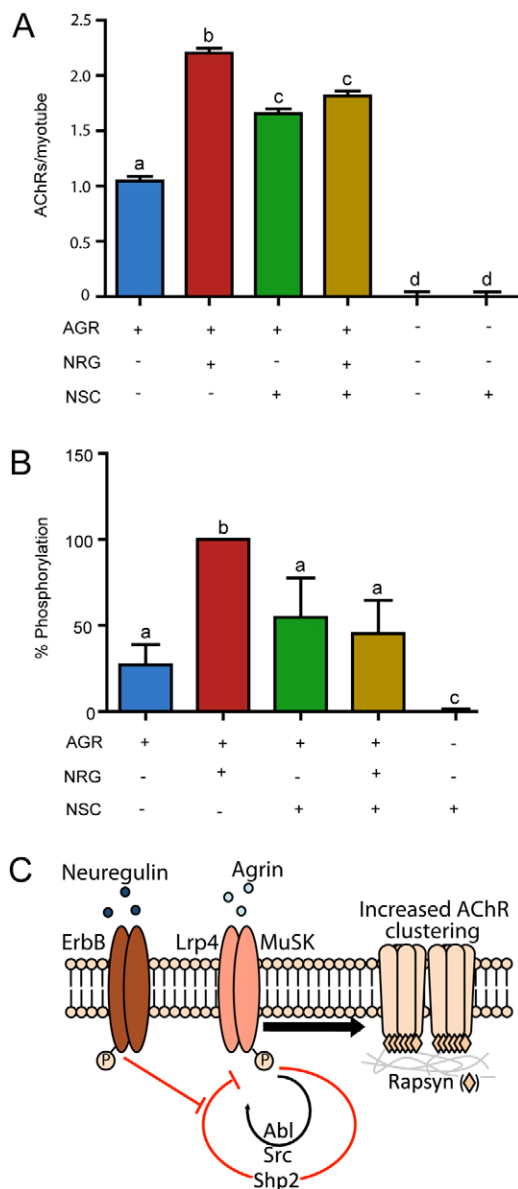 A
AChRs/myotube
2.5
2.0
1.5
1.0
0.5
0
a
b
c
c
d
d
AGR + + + + - -
NRG - + - + - -
NSC - - + + - +
B
% Phosphorylation
150
100
50
0
a
b
a
a
c
AGR + + + + -
NRG - + - + -
NSC - - + + +
C
Neuregulin
Agrin
Increased AChR
clustering
ErbB
Lrp4
MuSK
P
P
Rapsyn ( )
Abl
Src
Shp2